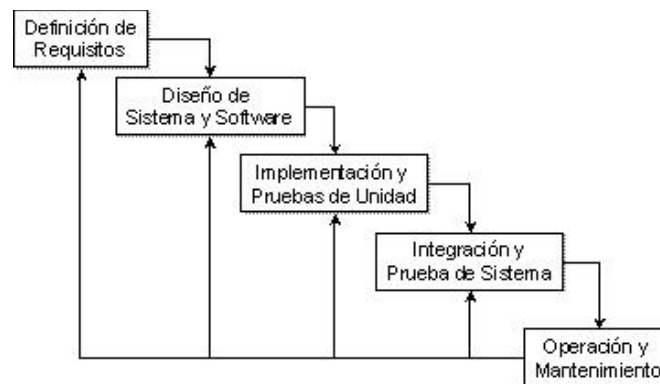 Definición de
Requisitos
Diseño de
Sistema y Software
Implementación y
Pruebas de Unidad
Integración y
Prueba de Sistema
Operación y
Mantenimiento